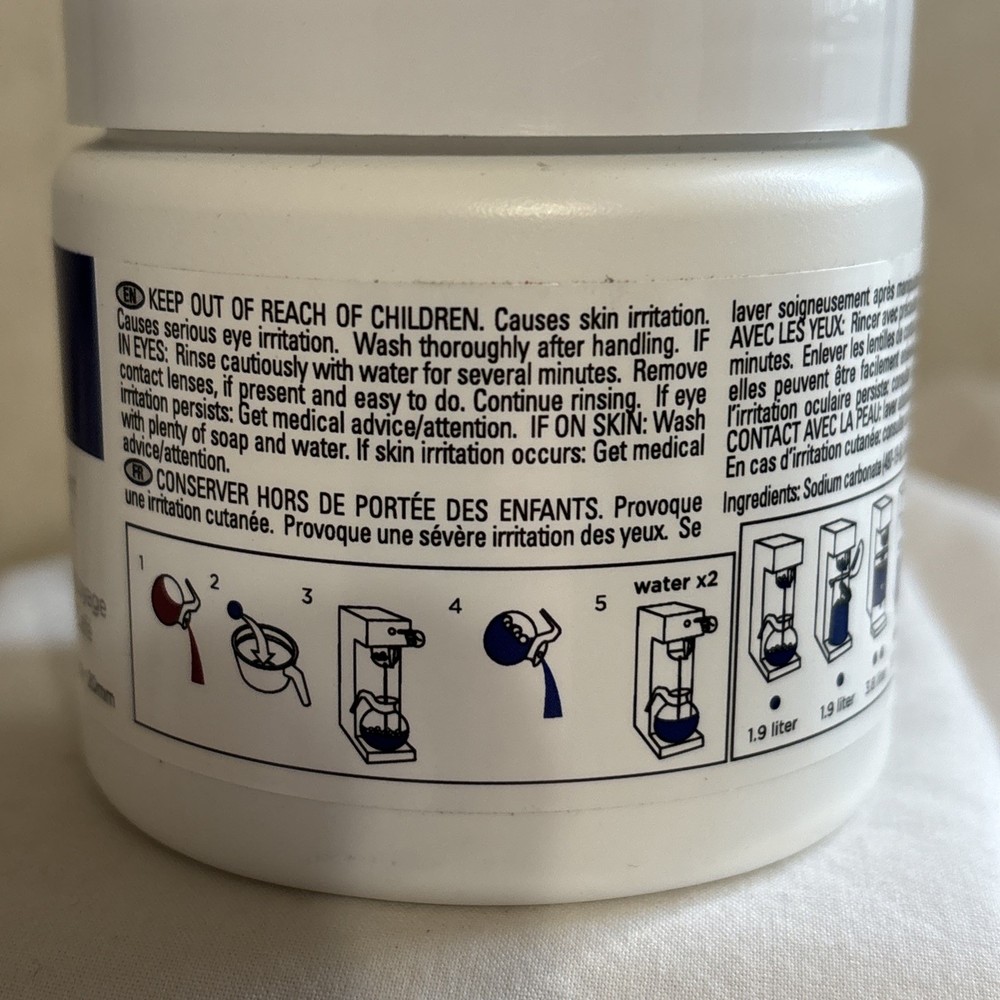 EN KEEP OUT OF REACH OF CHILDREN. Causes skin irritation.
Causes serious eye irritation. Wash thoroughly after handling. IF
IN EYES: Rinse cautiously with water for several minutes. Remove
contact lenses, if present and easy to do. Continue rinsing. If eye
irritation persists: Get medical advice/attention. IF ON SKIN: Wash
with plenty of soap and water. If skin irritation occurs: Get medical
advice/attention.
FR CONSERVER HORS DE PORTÉE DES ENFANTS. Provoque
une irritation cutanée. Provoque une sévère irritation des yeux. Se
laver soigneusement après
AVEC LES YEUX: Rincer avec
minutes. Enlever les lentilles de
elles peuvent être facilement
l'irritation oculaire persiste:
CONTACT AVEC LA PEAU: laver
En cas d'irritation cutanée:
Ingredients: Sodium carbonate
1
2
3
4
5
water x2
1.9 liter
1.9 liter
20mm